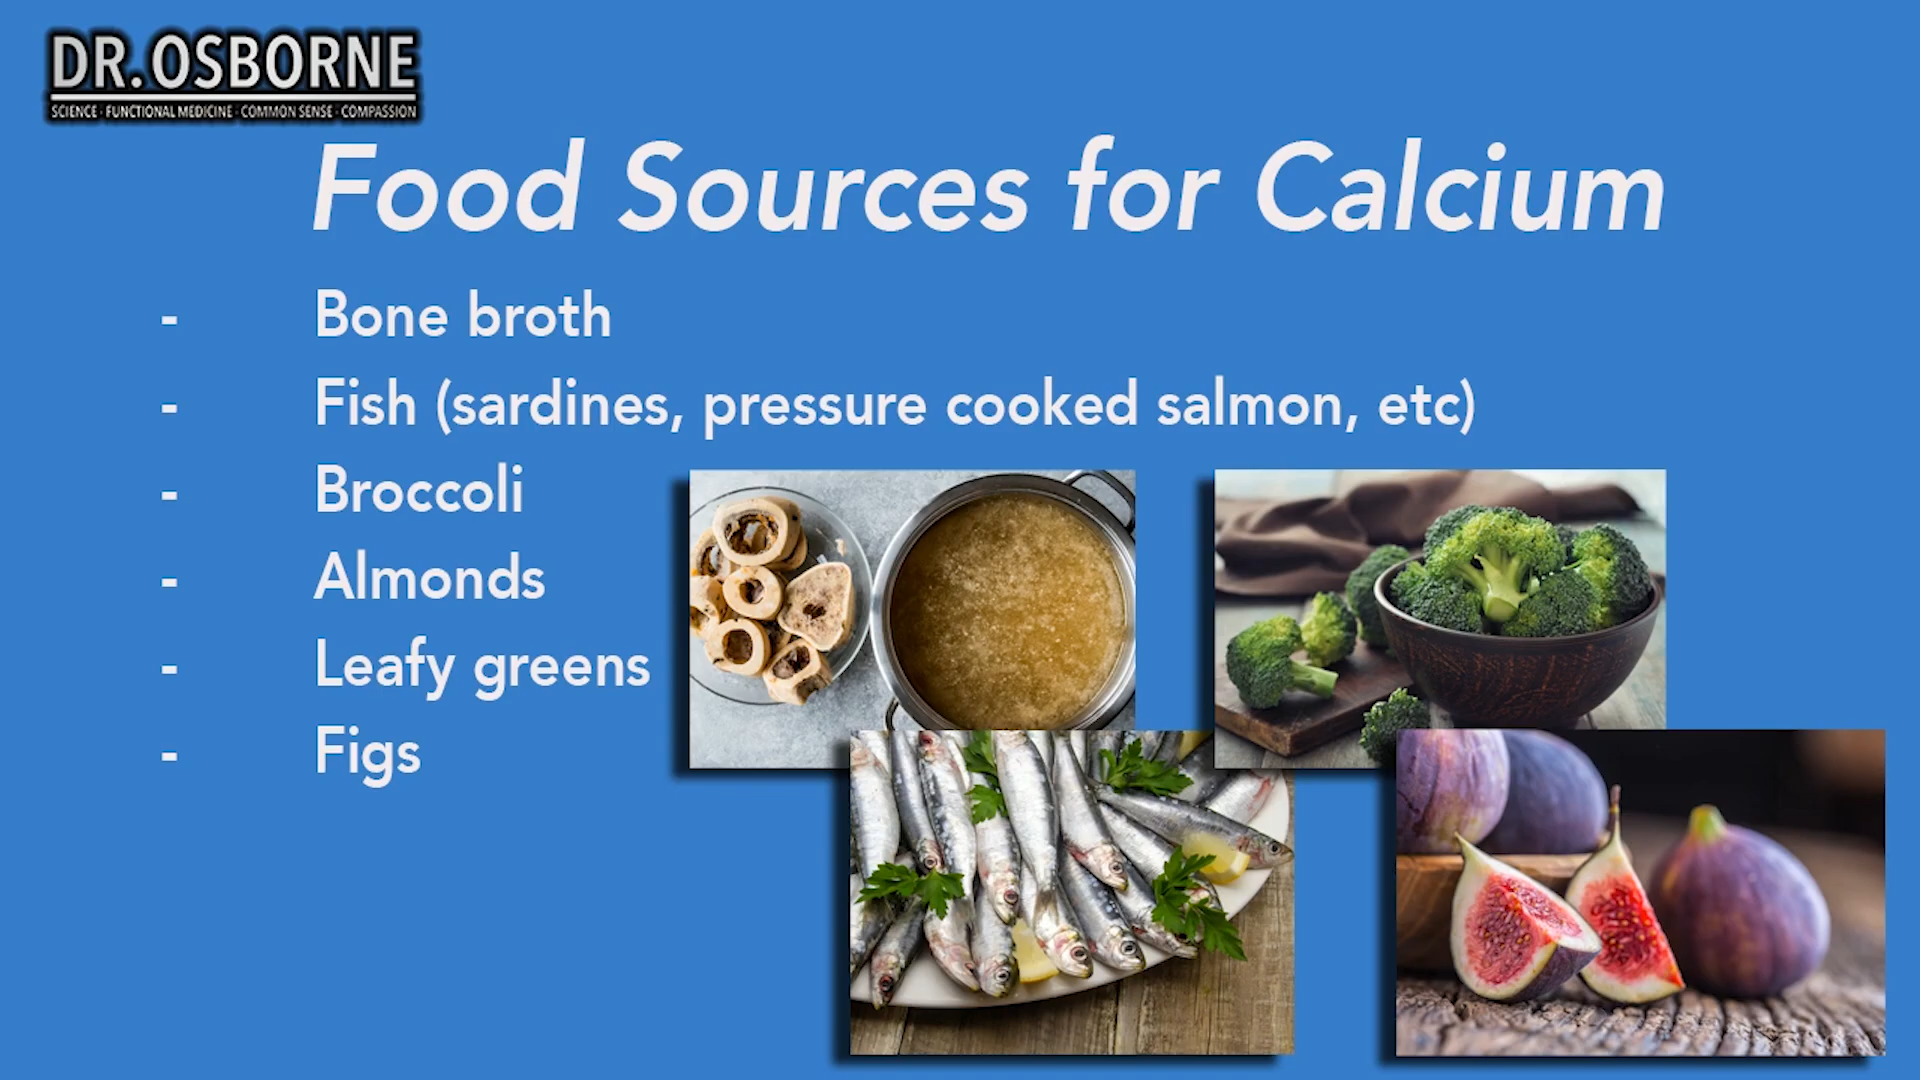 DR. OSBORNE
SCIENCE · FUNCTIONAL MEDICINE · COMMON SENSE · COMPASSION
Food Sources for Calcium
- Bone broth
- Fish (sardines, pressure cooked salmon, etc)
- Broccoli
- Almonds
- Leafy greens
- Figs